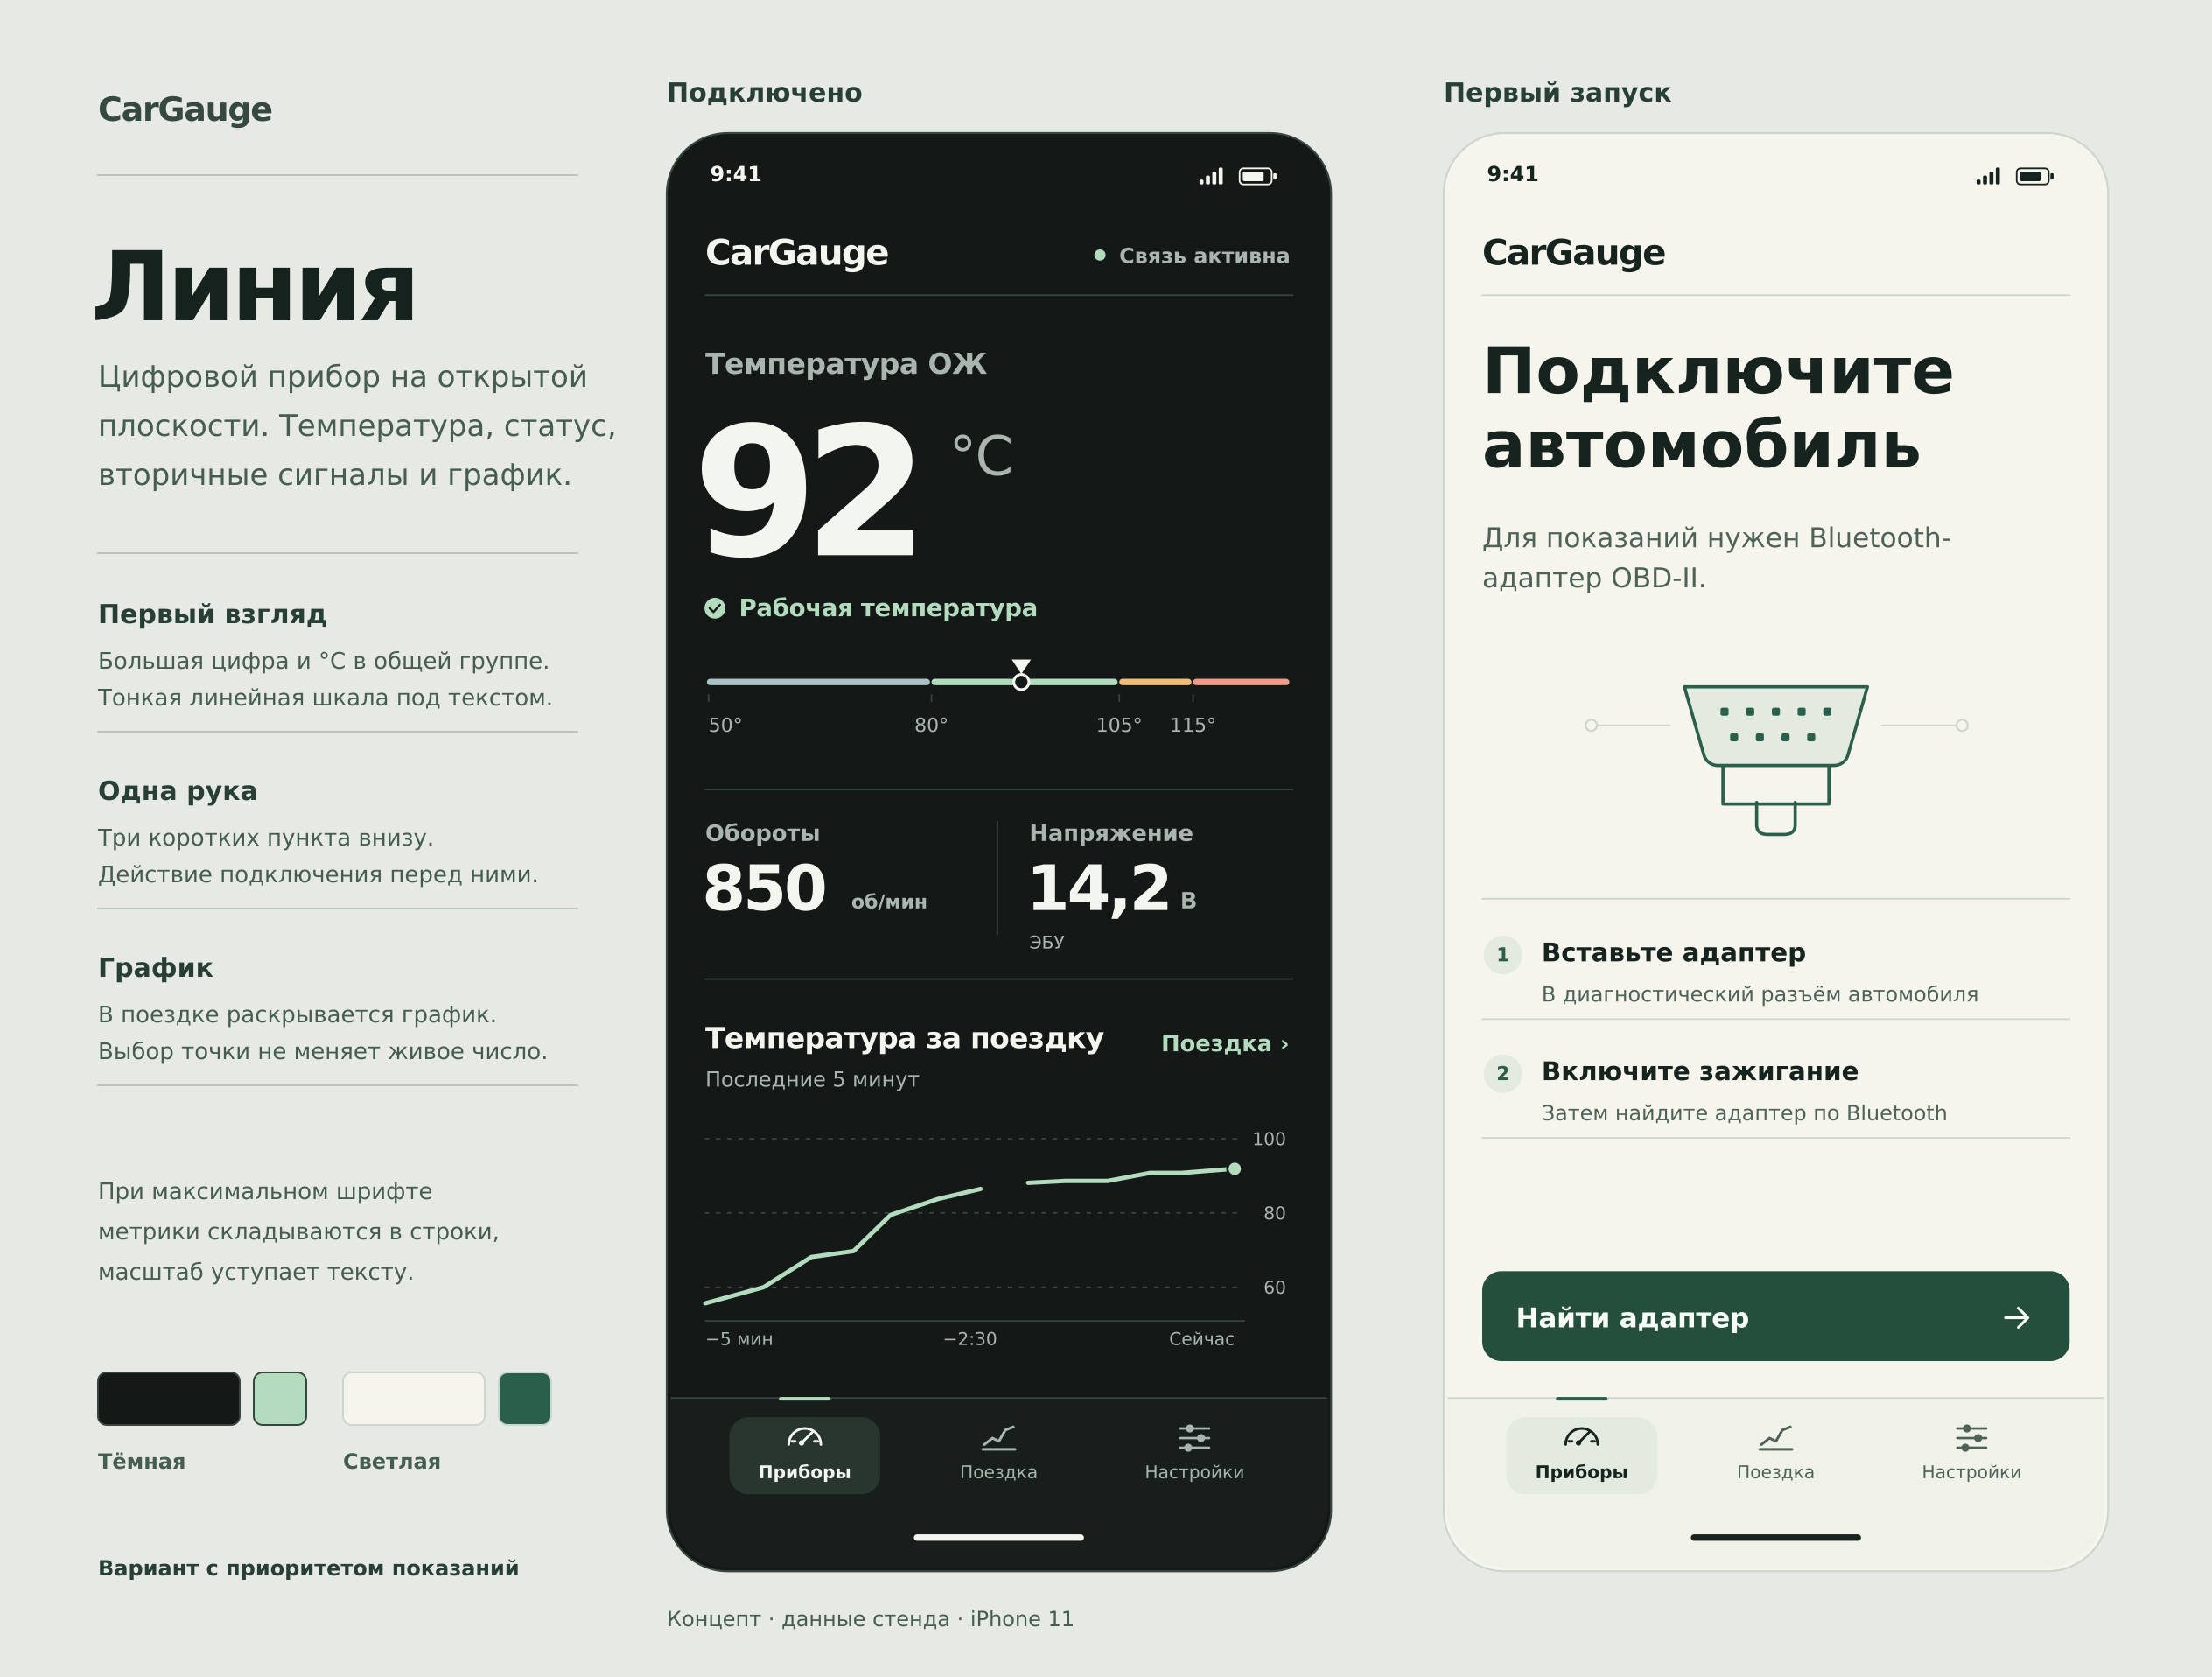 CarGauge
Линия
Цифровой прибор на открытой
плоскости. Температура, статус,
вторичные сигналы и график.
Первый взгляд
Большая цифра и °C в общей группе.
Тонкая линейная шкала под текстом.
Одна рука
Три коротких пункта внизу.
Действие подключения перед ними.
График
В поездке раскрывается график.
Выбор точки не меняет живое число.
При максимальном шрифте
метрики складываются в строки,
масштаб уступает тексту.
Тёмная Светлая
Вариант с приоритетом показаний
Подключено
9:41
CarGauge Связь активна
Температура ОЖ
92 °C
Рабочая температура
50° 80° 105° 115°
Обороты Напряжение
850 об/мин 14,2 В
ЭБУ
Температура за поездку Поездка ›
Последние 5 минут
100
80
60
−5 мин −2:30 Сейчас
Приборы Поездка Настройки
Концепт · данные стенда · iPhone 11
Первый запуск
9:41
CarGauge
Подключите
автомобиль
Для показаний нужен Bluetooth-
адаптер OBD-II.
1 Вставьте адаптер
В диагностический разъём автомобиля
2 Включите зажигание
Затем найдите адаптер по Bluetooth
Найти адаптер →
Приборы Поездка Настройки